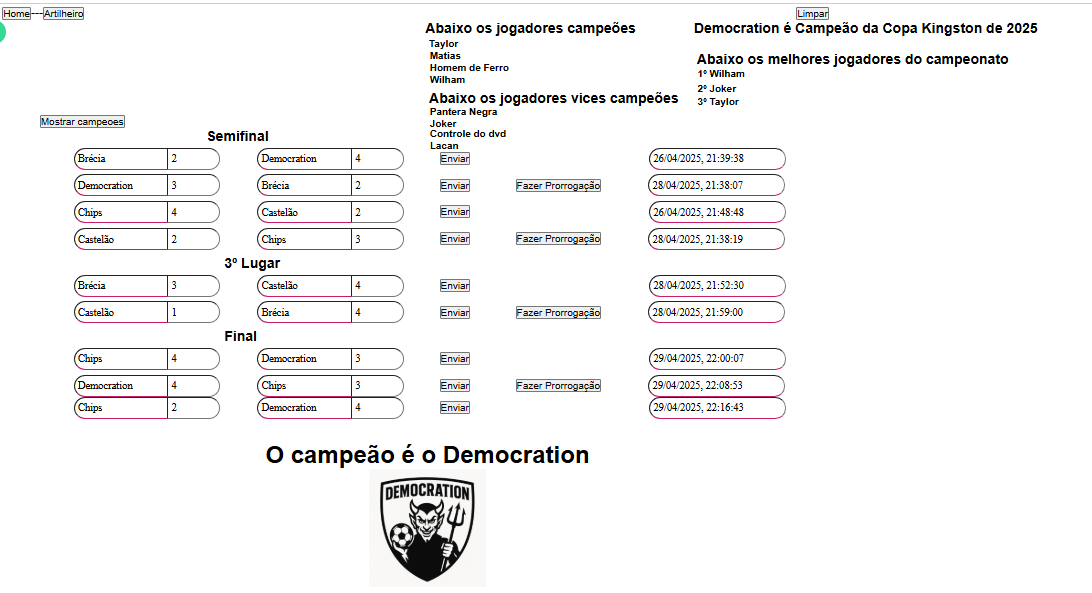 Home---Artilheiro
Limpar
Abaixo os jogadores campeões
Taylor
Matias
Homem de Ferro
Wilham
Abaixo os jogadores vices campeões
Pantera Negra
Joker
Controle do dvd
Lacan
Democration é Campeão da Copa Kingston de 2025
Abaixo os melhores jogadores do campeonato
1º Wilham
2º Joker
3º Taylor
Mostrar campeoes
Semifinal
Brécia 2 Democration 4 Enviar 26/04/2025, 21:39:38
Democration 3 Brécia 2 Enviar Fazer Prorrogação 28/04/2025, 21:38:07
Chips 4 Castelão 2 Enviar 26/04/2025, 21:48:48
Castelão 2 Chips 3 Enviar Fazer Prorrogação 28/04/2025, 21:38:19
3º Lugar
Brécia 3 Castelão 4 Enviar 28/04/2025, 21:52:30
Castelão 1 Brécia 4 Enviar Fazer Prorrogação 28/04/2025, 21:59:00
Final
Chips 4 Democration 3 Enviar 29/04/2025, 22:00:07
Democration 4 Chips 3 Enviar Fazer Prorrogação 29/04/2025, 22:08:53
Chips 2 Democration 4 Enviar 29/04/2025, 22:16:43
O campeão é o Democration
DEMOCRATION